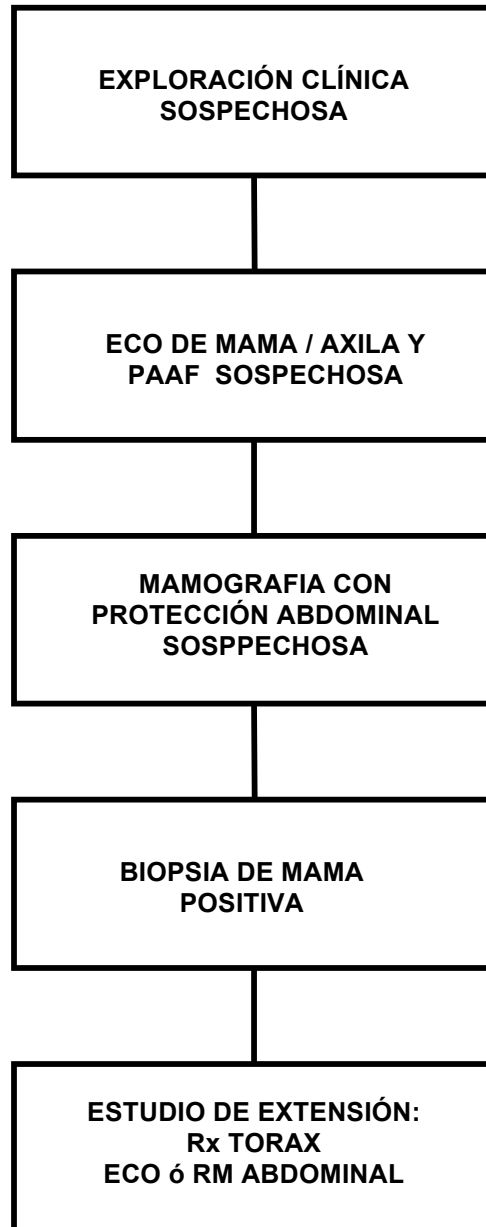 EXPLORACIÓN CLÍNICA
SOSPECHOSA
ECO DE MAMA / AXILA Y
PAAF SOSPECHOSA
MAMOGRAFIA CON
PROTECCIÓN ABDOMINAL
SOSPPECHOSA
BIOPSIA DE MAMA
POSITIVA
ESTUDIO DE EXTENSIÓN:
Rx TORAX
ECO ó RM ABDOMINAL